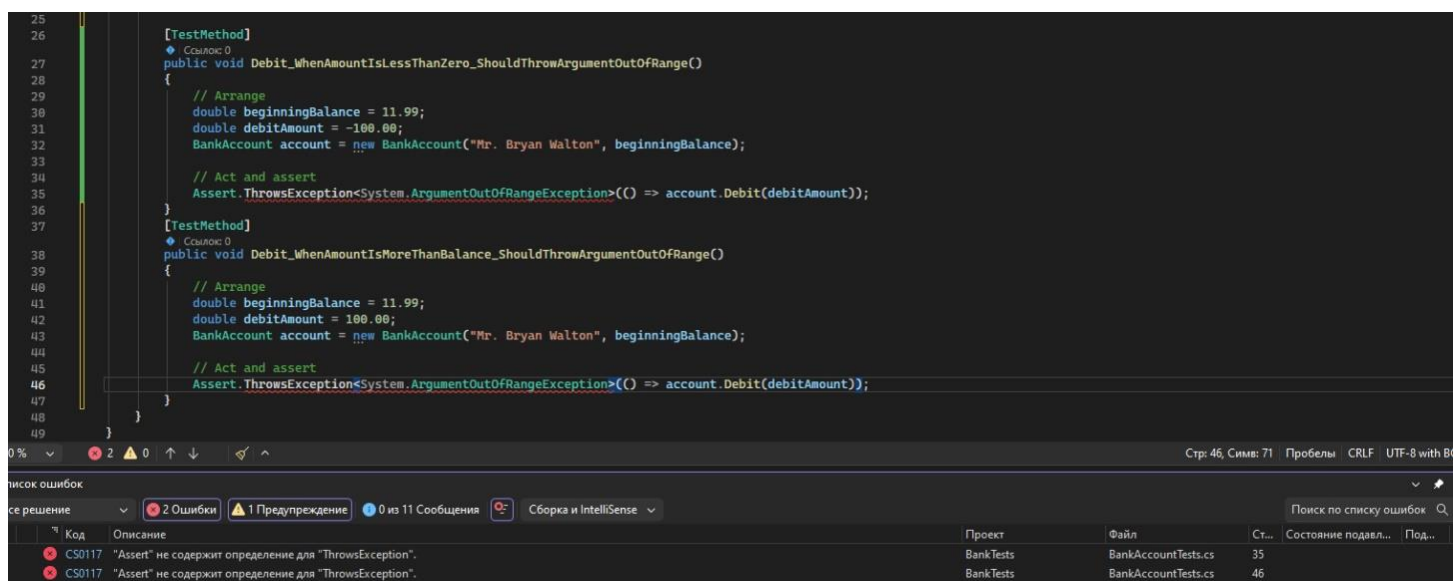 25
26 [TestMethod]
Ссылок: 0
27 public void Debit_WhenAmountIsLessThanZero_ShouldThrowArgumentOutOfRange()
28 {
29 // Arrange
30 double beginningBalance = 11.99;
31 double debitAmount = -100.00;
32 BankAccount account = new BankAccount("Mr. Bryan Walton", beginningBalance);
33
34 // Act and assert
35 Assert.ThrowsException<System.ArgumentOutOfRangeException>(() => account.Debit(debitAmount));
36 }
37 [TestMethod]
Ссылок: 0
38 public void Debit_WhenAmountIsMoreThanBalance_ShouldThrowArgumentOutOfRange()
39 {
40 // Arrange
41 double beginningBalance = 11.99;
42 double debitAmount = 100.00;
43 BankAccount account = new BankAccount("Mr. Bryan Walton", beginningBalance);
44
45 // Act and assert
46 Assert.ThrowsException<System.ArgumentOutOfRangeException>(() => account.Debit(debitAmount));
47 }
48 }
49 }
0 % 2 0 Стр: 46, Симв: 71 Пробелы CRLF UTF-8 with BO
писок ошибок
се решение 2 Ошибки 1 Предупреждение 0 из 11 Сообщения Сборка и IntelliSense Поиск по списку ошибок
Код Описание Проект Файл Ст... Состояние подавл... Под...
CS0117 "Assert" не содержит определение для "ThrowsException". BankTests BankAccountTests.cs 35
CS0117 "Assert" не содержит определение для "ThrowsException". BankTests BankAccountTests.cs 46